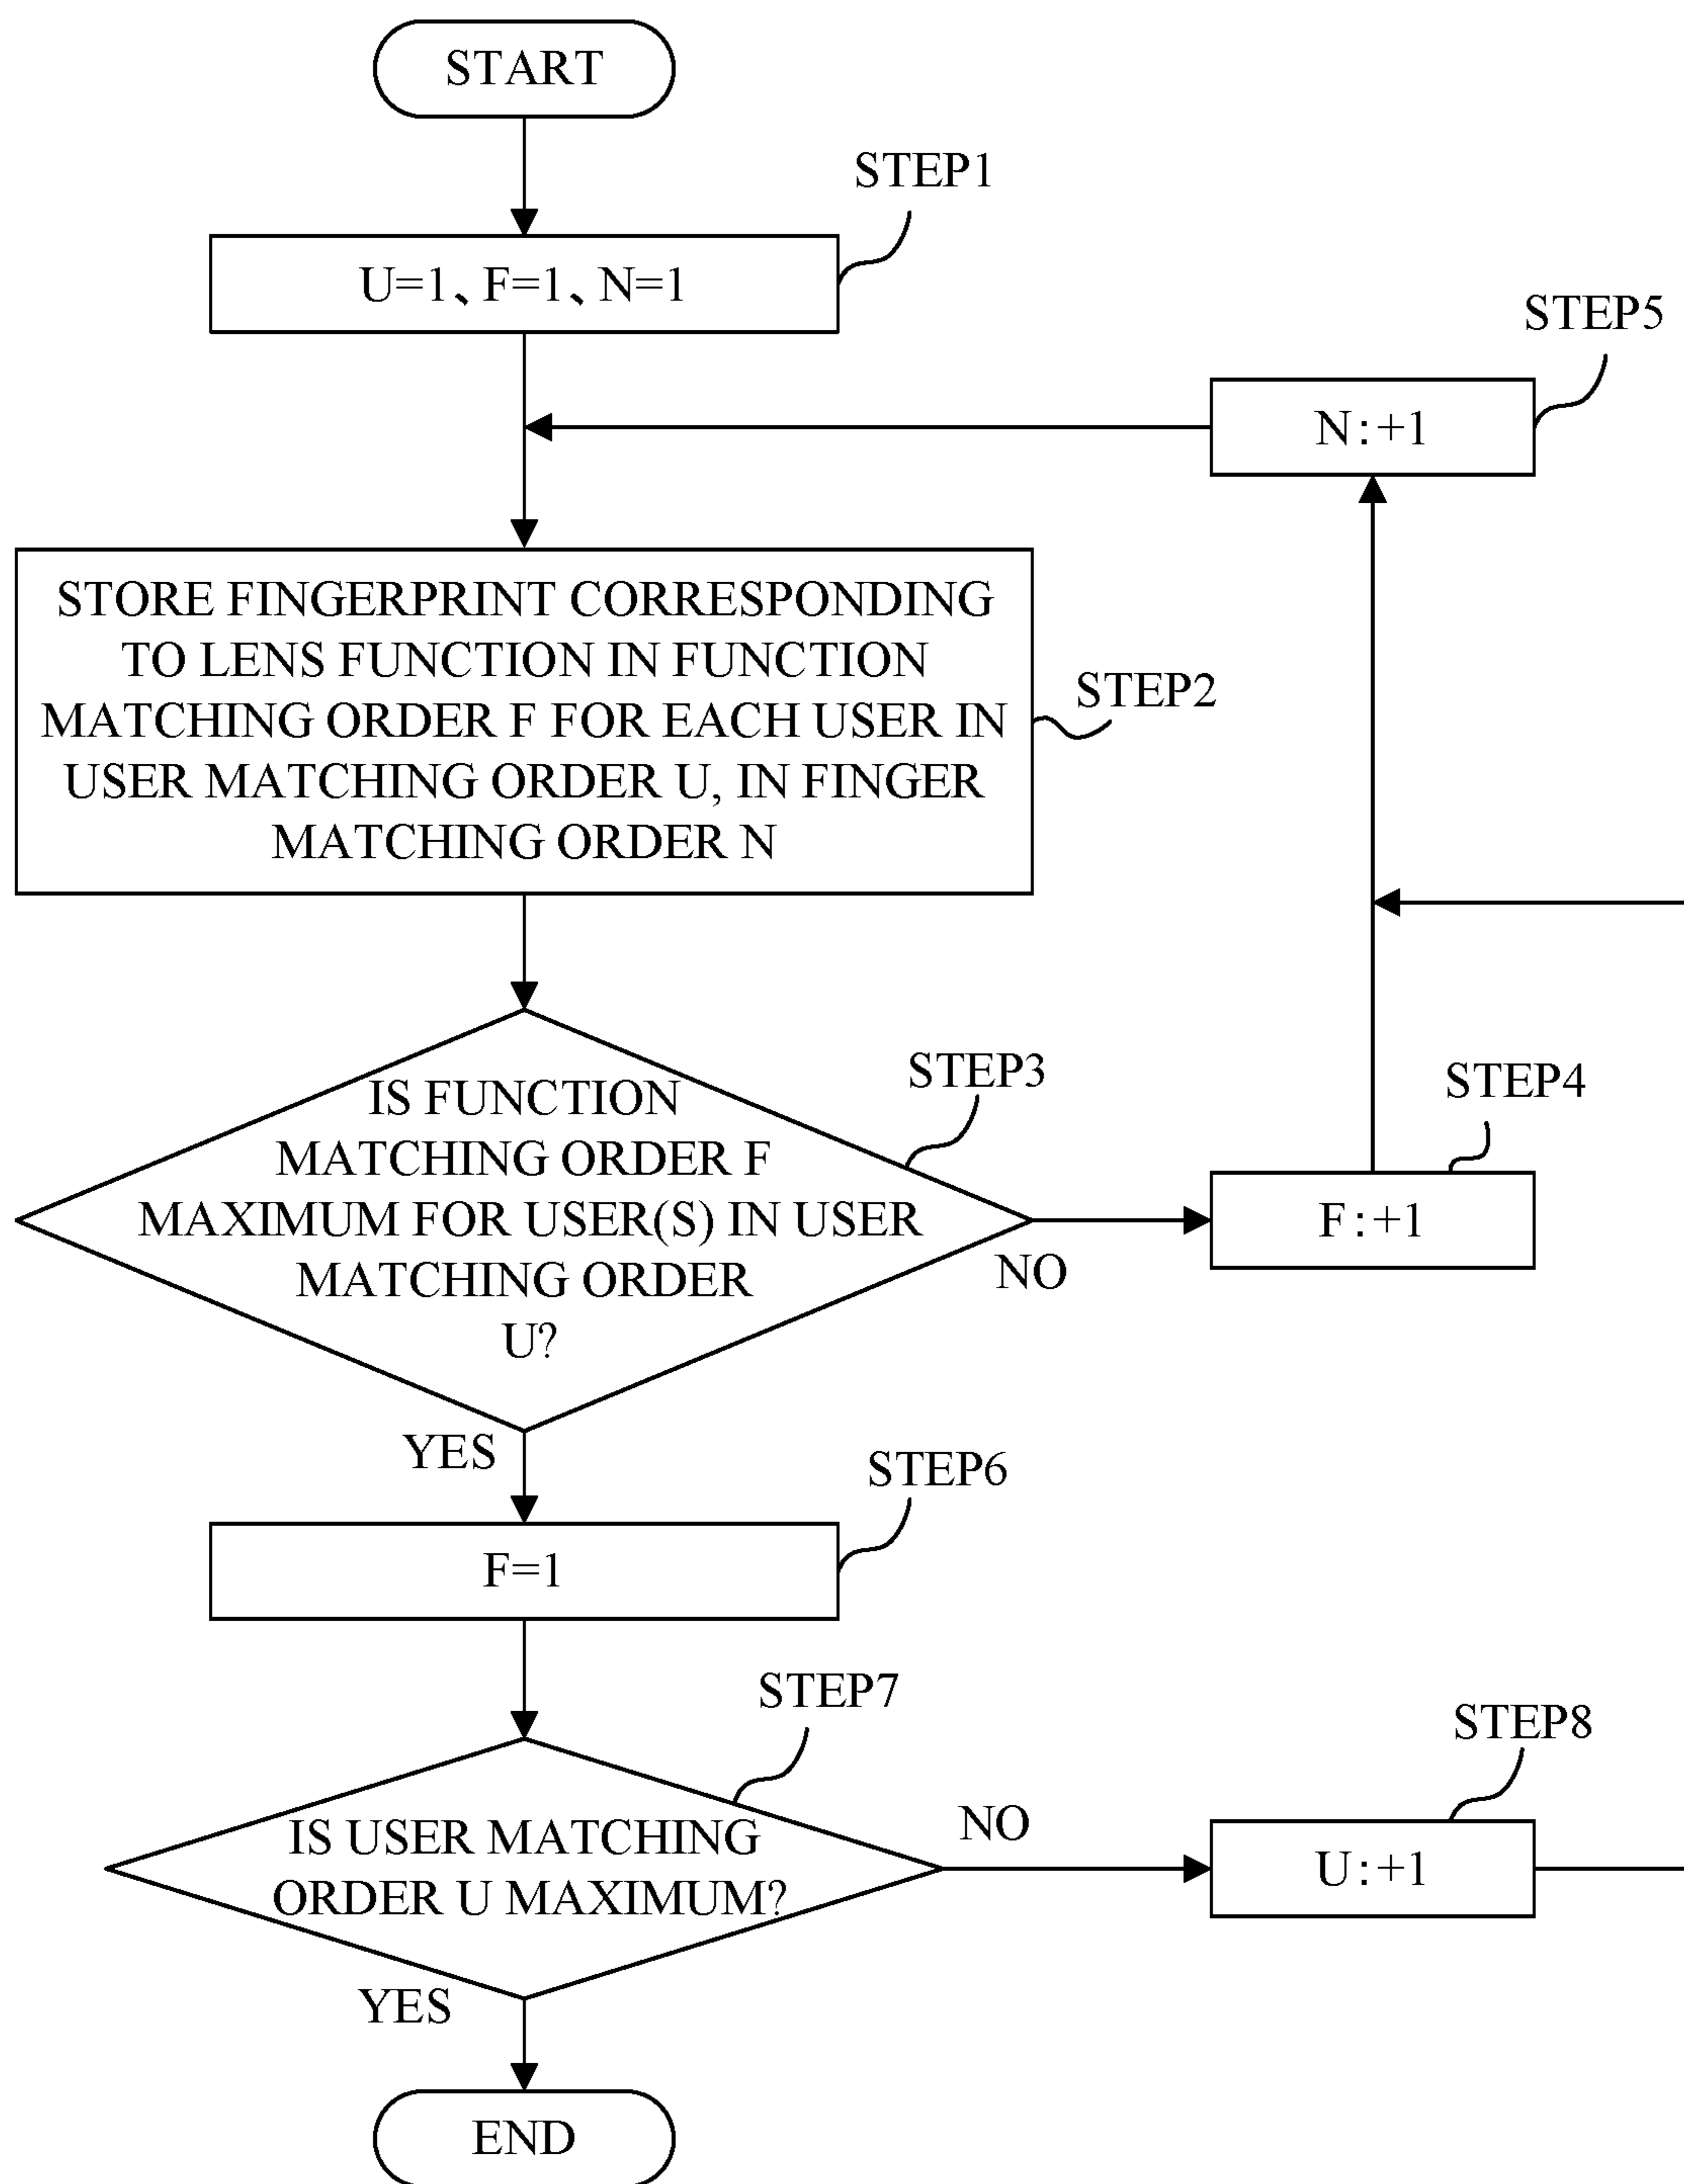 START
STEP1
U=1、F=1、N=1
STEP5
N:+1
STORE FINGERPRINT CORRESPONDING
TO LENS FUNCTION IN FUNCTION
MATCHING ORDER F FOR EACH USER IN
USER MATCHING ORDER U, IN FINGER
MATCHING ORDER N
STEP2
IS FUNCTION
MATCHING ORDER F
MAXIMUM FOR USER(S) IN USER
MATCHING ORDER
U?
STEP3
NO
STEP4
F:+1
YES
STEP6
F=1
STEP7
IS USER MATCHING
ORDER U MAXIMUM?
NO
STEP8
U:+1
YES
END